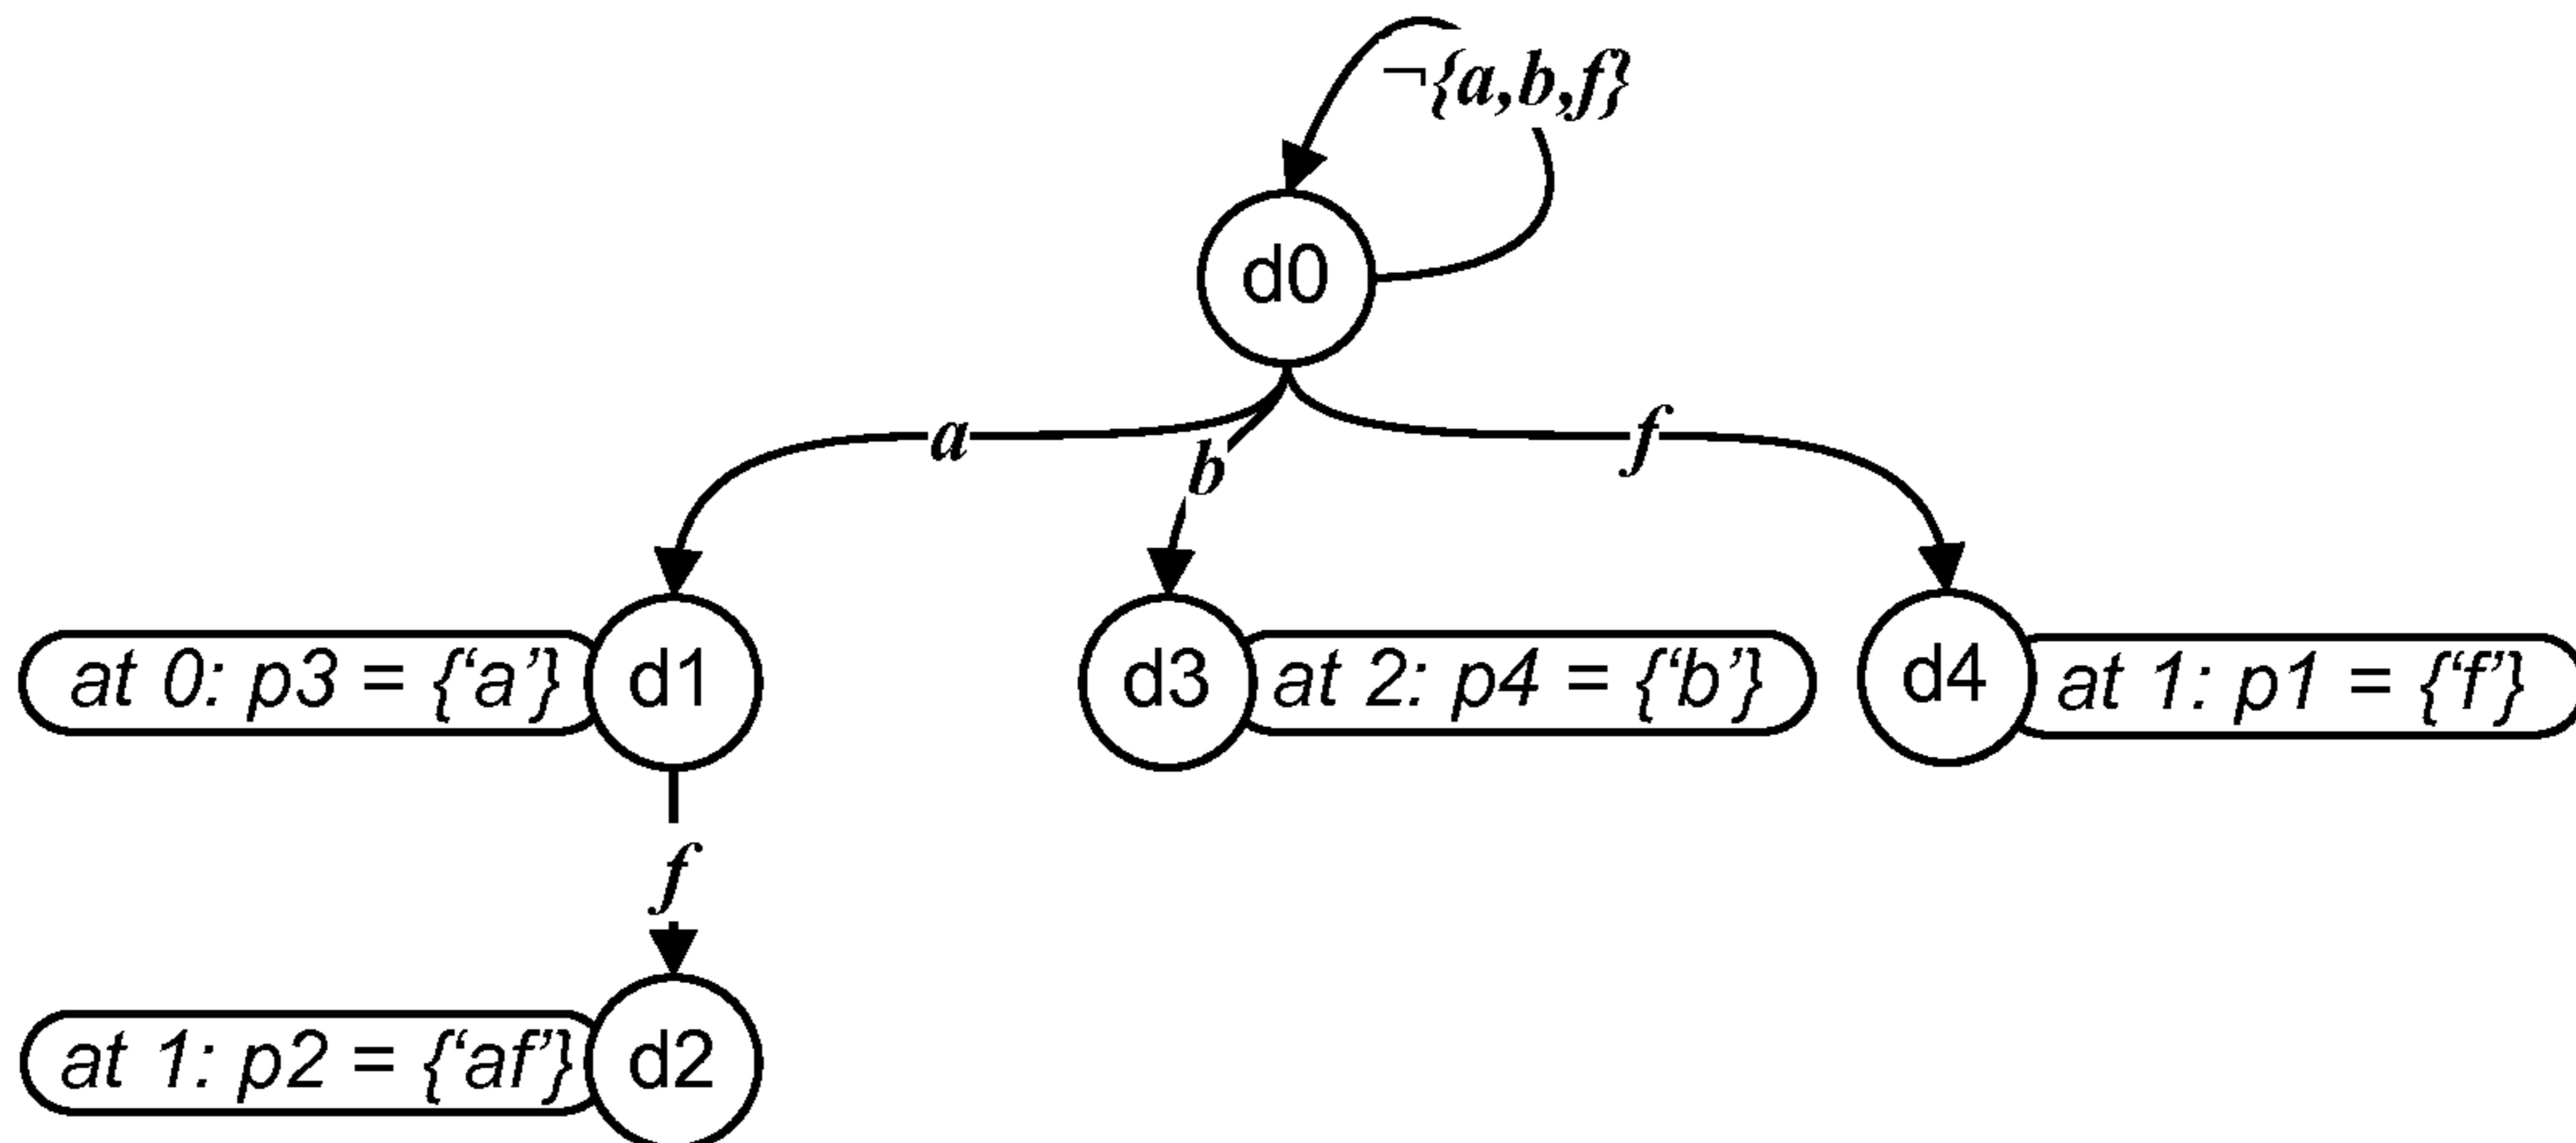 ¬{a,b,f}
d0
a
b
f
at 0: p3 = {‘a’}
d1
d3
at 2: p4 = {‘b’}
d4
at 1: p1 = {‘f’}
f
at 1: p2 = {‘af’}
d2